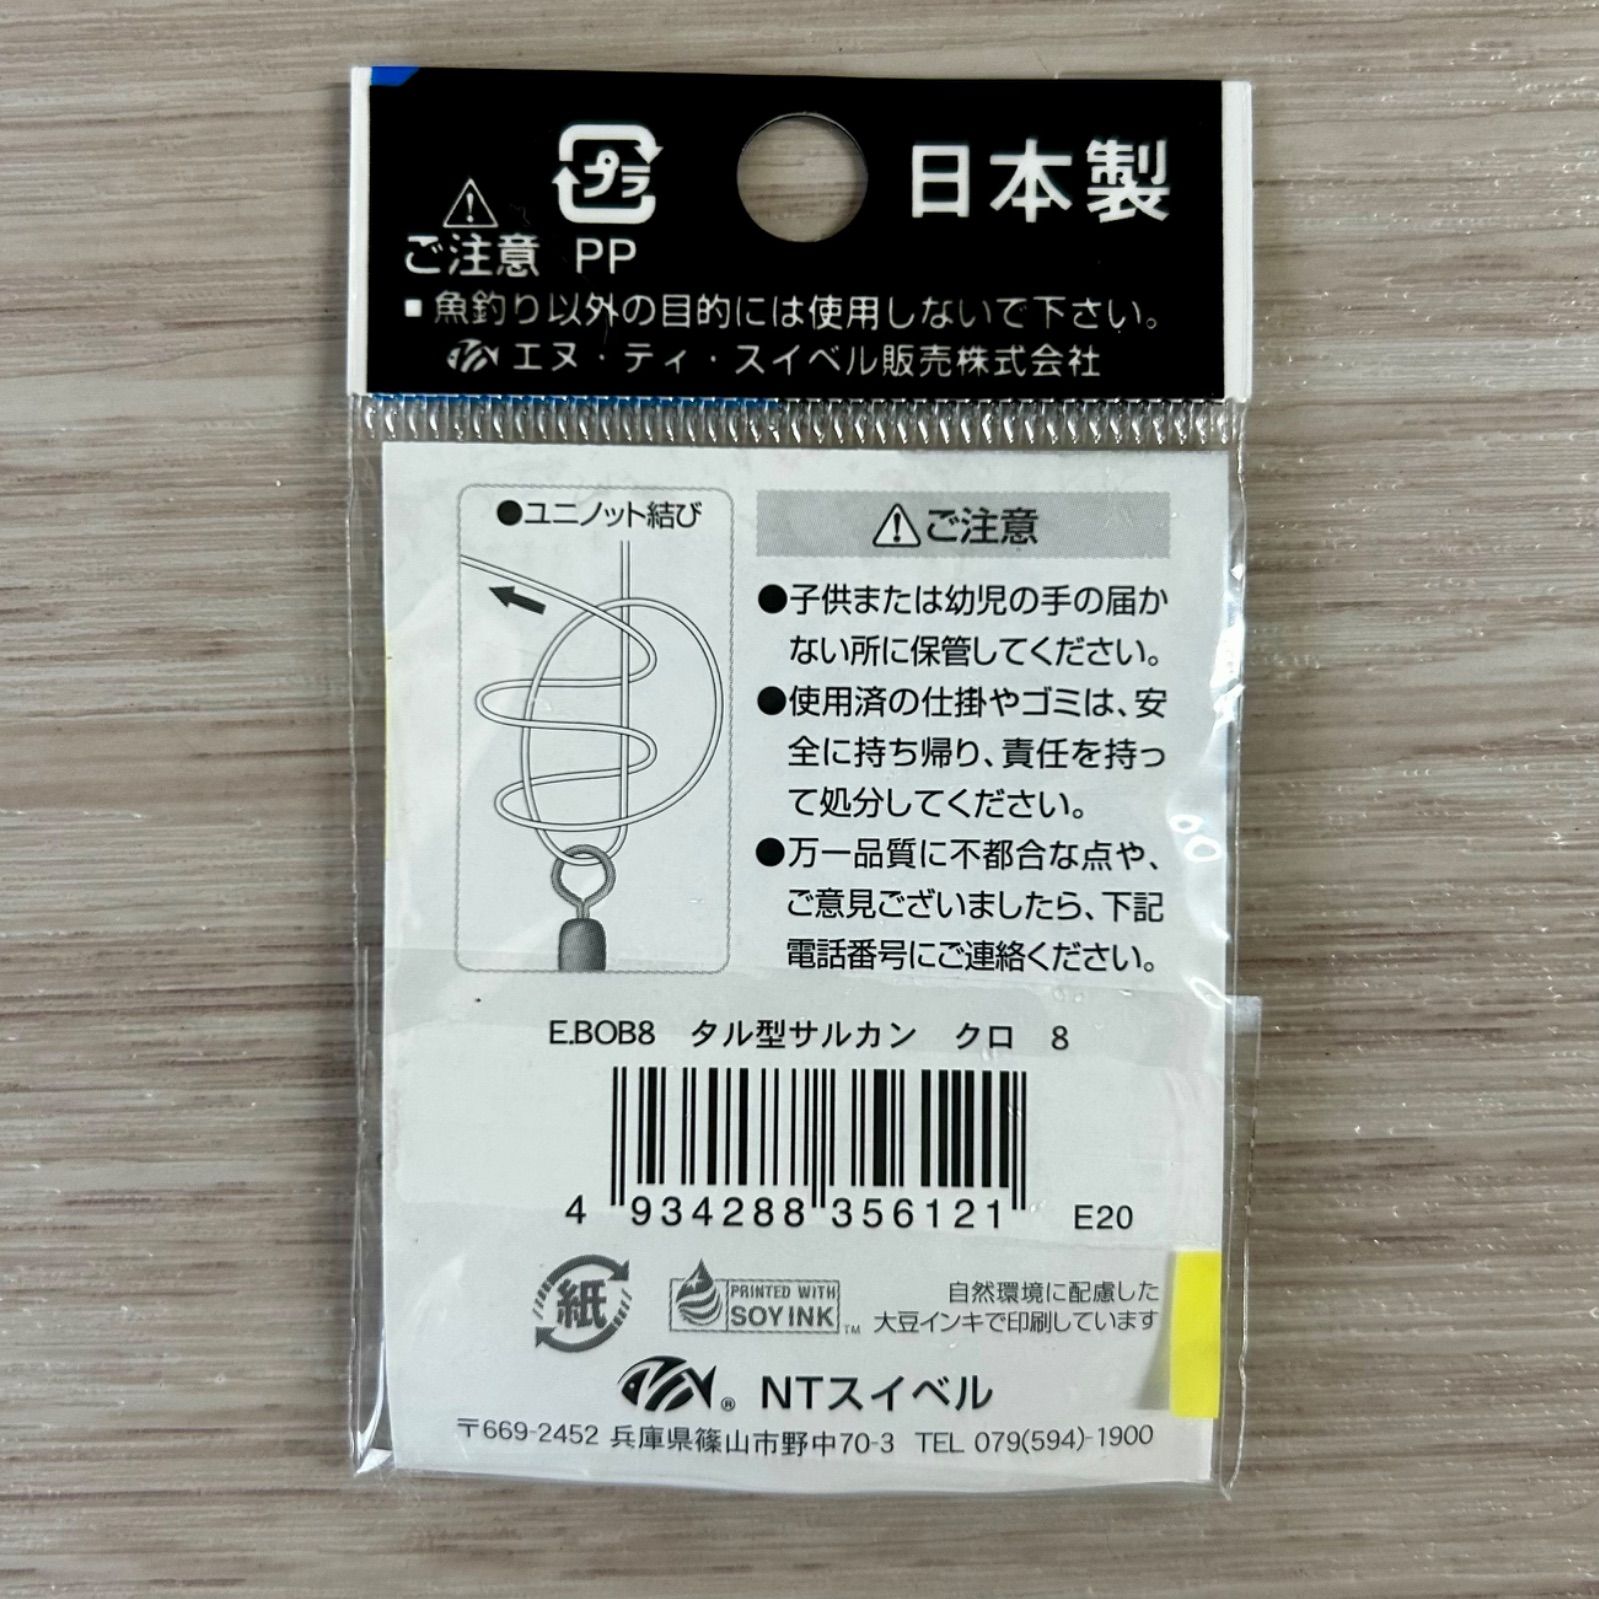 プラ
日本製
ご注意 PP
▪魚釣り以外の目的には使用しないで下さい。
エヌ・ティ・スイベル販売株式会社
●ユニノット結び
ご注意
●子供または幼児の手の届か
ない所に保管してください。
●使用済の仕掛やゴミは、安
全に持ち帰り、責任を持っ
て処分してください。
●万一品質に不都合な点や、
ご意見ございましたら、下記
電話番号にご連絡ください。
E.BOB8 タル型サルカン クロ 8
4 934288 356121 E20
紙
PRINTED WITH
SOY INK ™
自然環境に配慮した
大豆インキで印刷しています
® NTスイベル
〒669-2452 兵庫県篠山市野中70-3 TEL 079(594)-1900